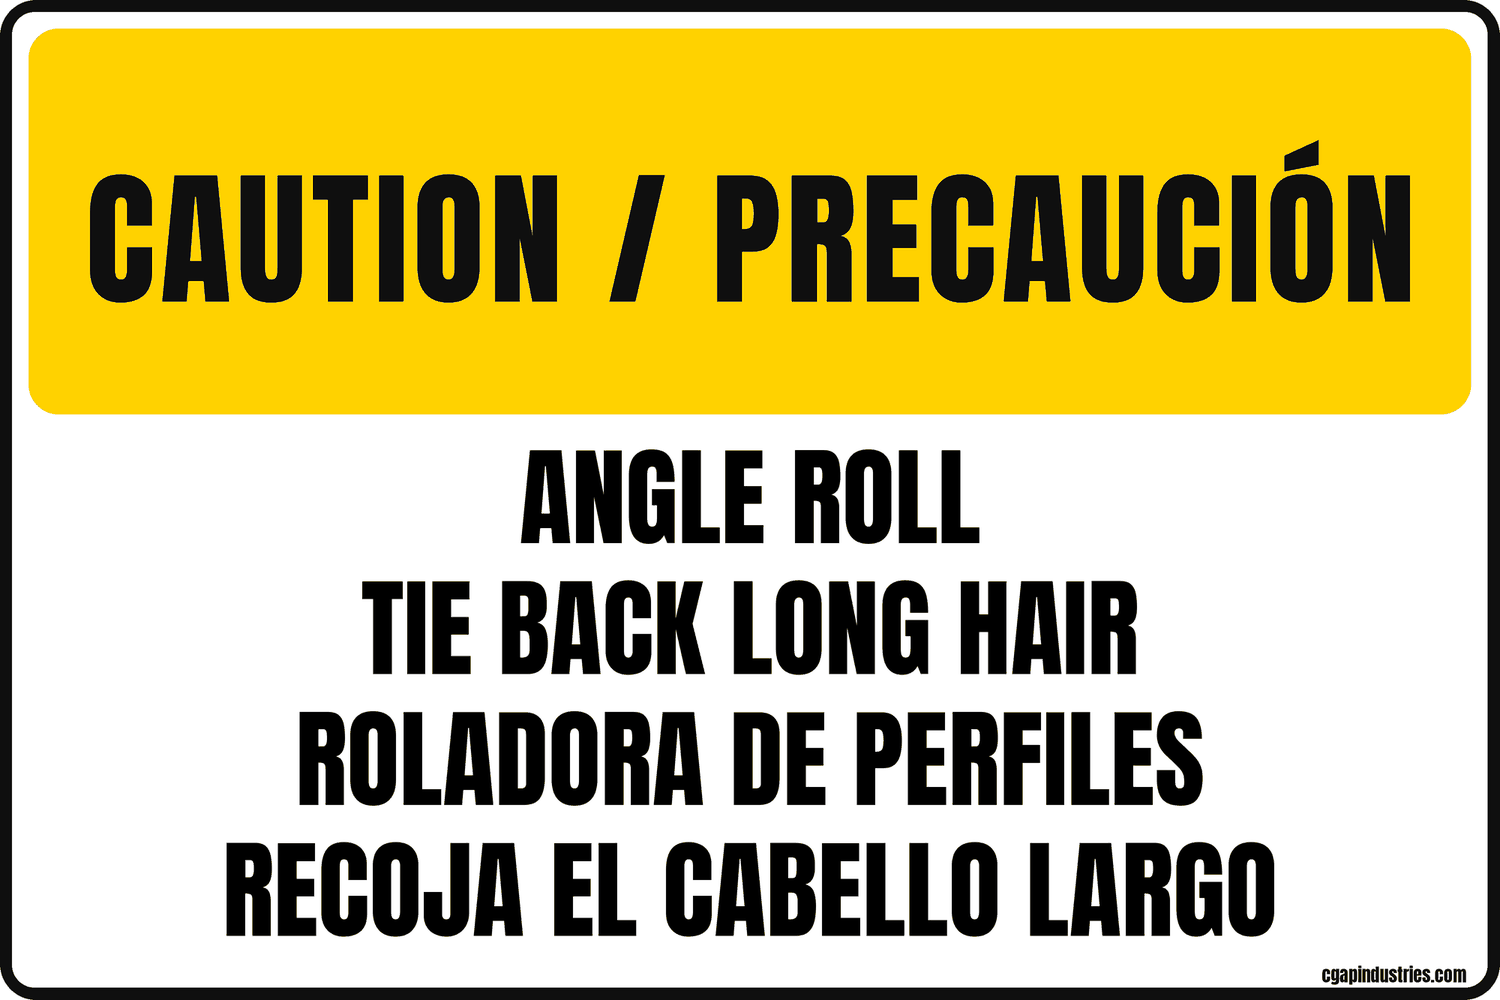 CAUTION / PRECAUCIÓN
ANGLE ROLL
TIE BACK LONG HAIR
ROLADORA DE PERFILES
RECOJA EL CABELLO LARGO
cgapindustries.com